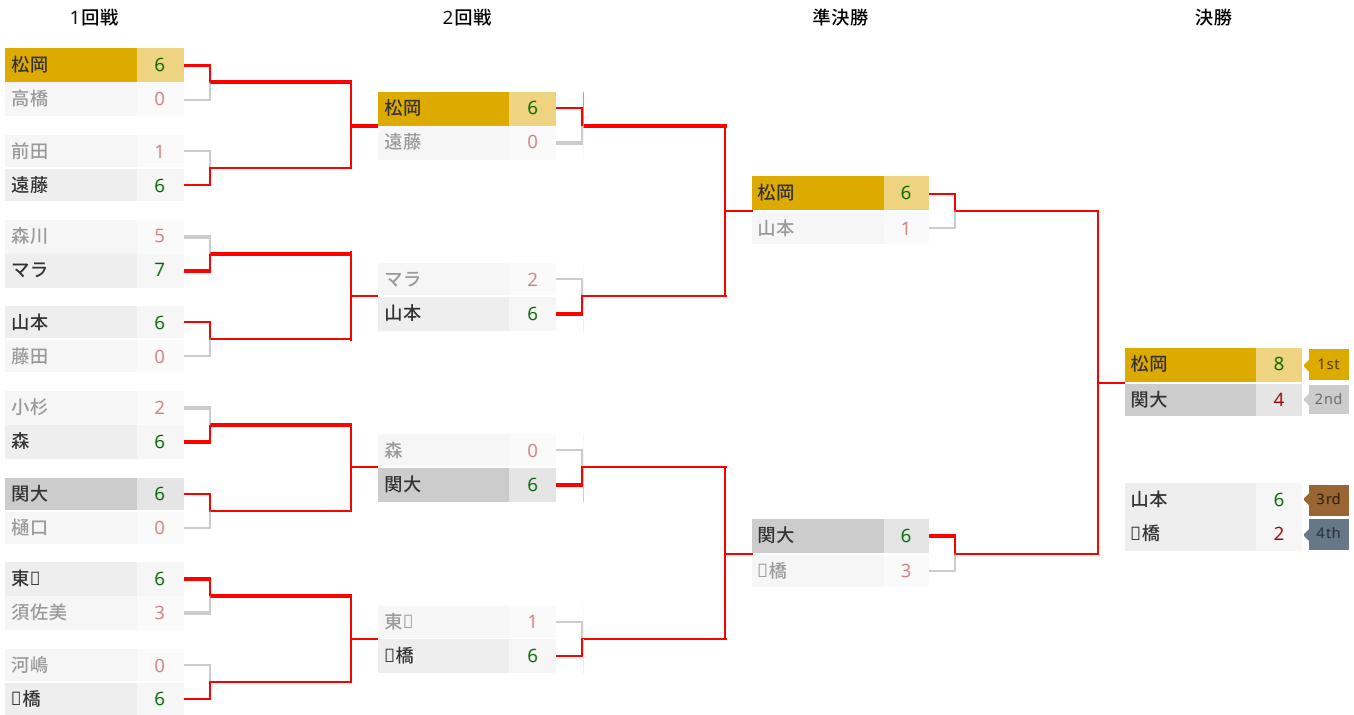 1回戦 2回戦 準決勝 決勝
松岡 6
高橋 0
前田 1
遠藤 6
森川 5
マラ 7
山本 6
藤田 0
小杉 2
森 6
関大 6
樋口 0
東 6
須佐美 3
河嶋 0
橋 6
松岡 6
遠藤 0
マラ 2
山本 6
森 0
関大 6
東 1
橋 6
松岡 6
山本 1
関大 6
橋 3
松岡 8 1st
関大 4 2nd
山本 6 3rd
橋 2 4th